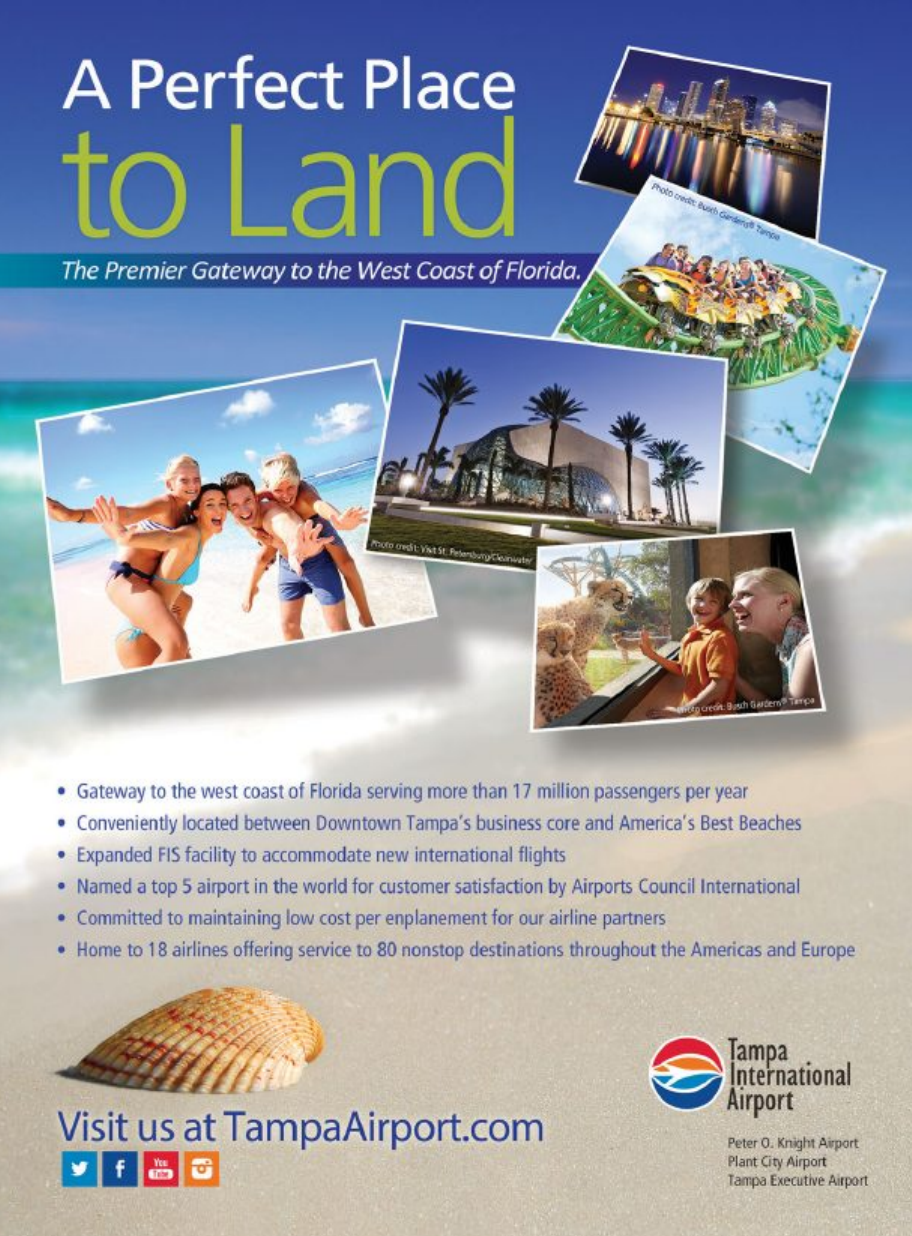 A Perfect Place
to Land
The Premier Gateway to the West Coast of Florida.
Photo credit: Busch Gardens® Tampa
Photo credit: Visit St. Petersburg/Clearwater
Photo credit: Busch Gardens® Tampa
• Gateway to the west coast of Florida serving more than 17 million passengers per year
• Conveniently located between Downtown Tampa's business core and America's Best Beaches
• Expanded FIS facility to accommodate new international flights
• Named a top 5 airport in the world for customer satisfaction by Airports Council International
• Committed to maintaining low cost per enplanement for our airline partners
• Home to 18 airlines offering service to 80 nonstop destinations throughout the Americas and Europe
Tampa
International
Airport
Visit us at TampaAirport.com
You
Tube
Peter O. Knight Airport
Plant City Airport
Tampa Executive Airport